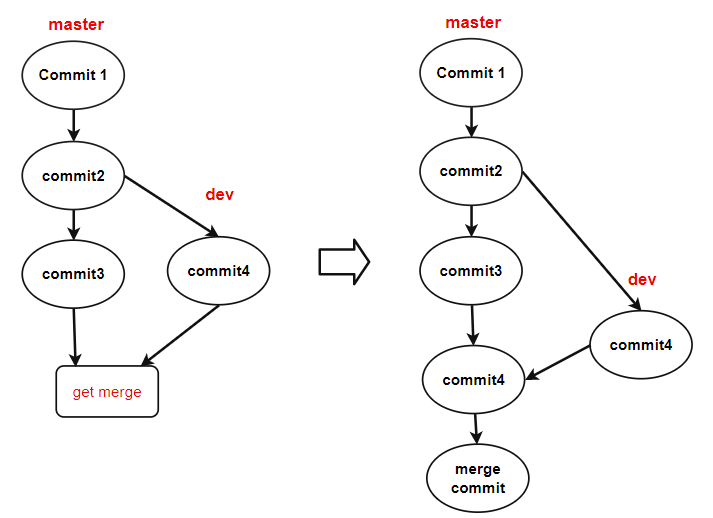 master
Commit 1
commit2
dev
commit3
commit4
get merge
master
Commit 1
commit2
commit3
dev
commit4
commit4
merge
commit